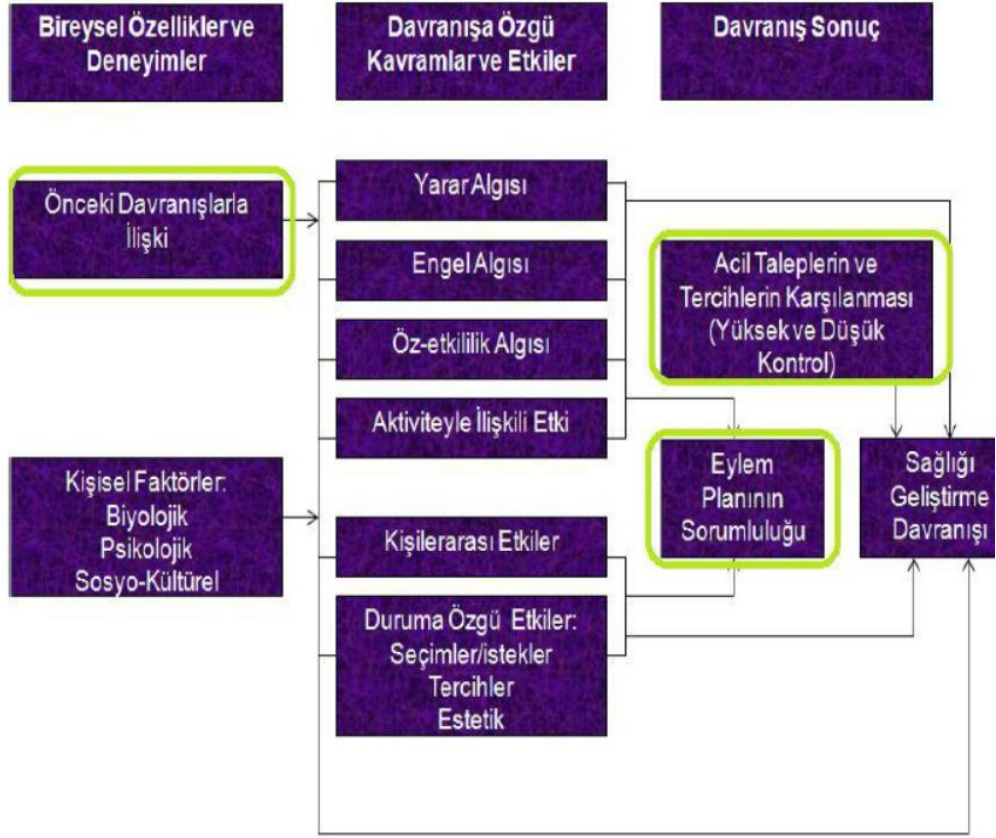 Bireysel Özellikler ve
Deneyimler
Davranışa Özgü
Kavramlar ve Etkiler
Davranış Sonuç
Önceki Davranışlarla
İlişki
Kişisel Faktörler:
Biyolojik
Psikolojik
Sosyo-Kültürel
Yarar Algısı
Engel Algısı
Öz-etkililik Algısı
Aktiviteyle İlişkili Etki
Kişilerarası Etkiler
Duruma Özgü Etkiler:
Seçimler/istekler
Tercihler
Estetik
Acil Taleplerin ve
Tercihlerin Karşılanması
(Yüksek ve Düşük
Kontrol)
Eylem
Planının
Sorumluluğu
Sağlığı
Geliştirme
Davranışı